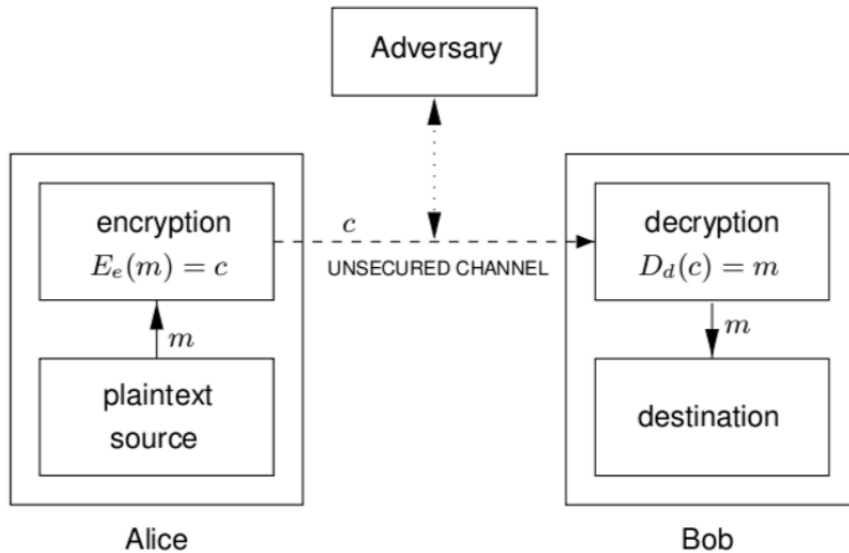 Adversary
encryption
E_e(m) = c
c
UNSECURED CHANNEL
decryption
D_d(c) = m
m
m
plaintext
source
destination
Alice
Bob